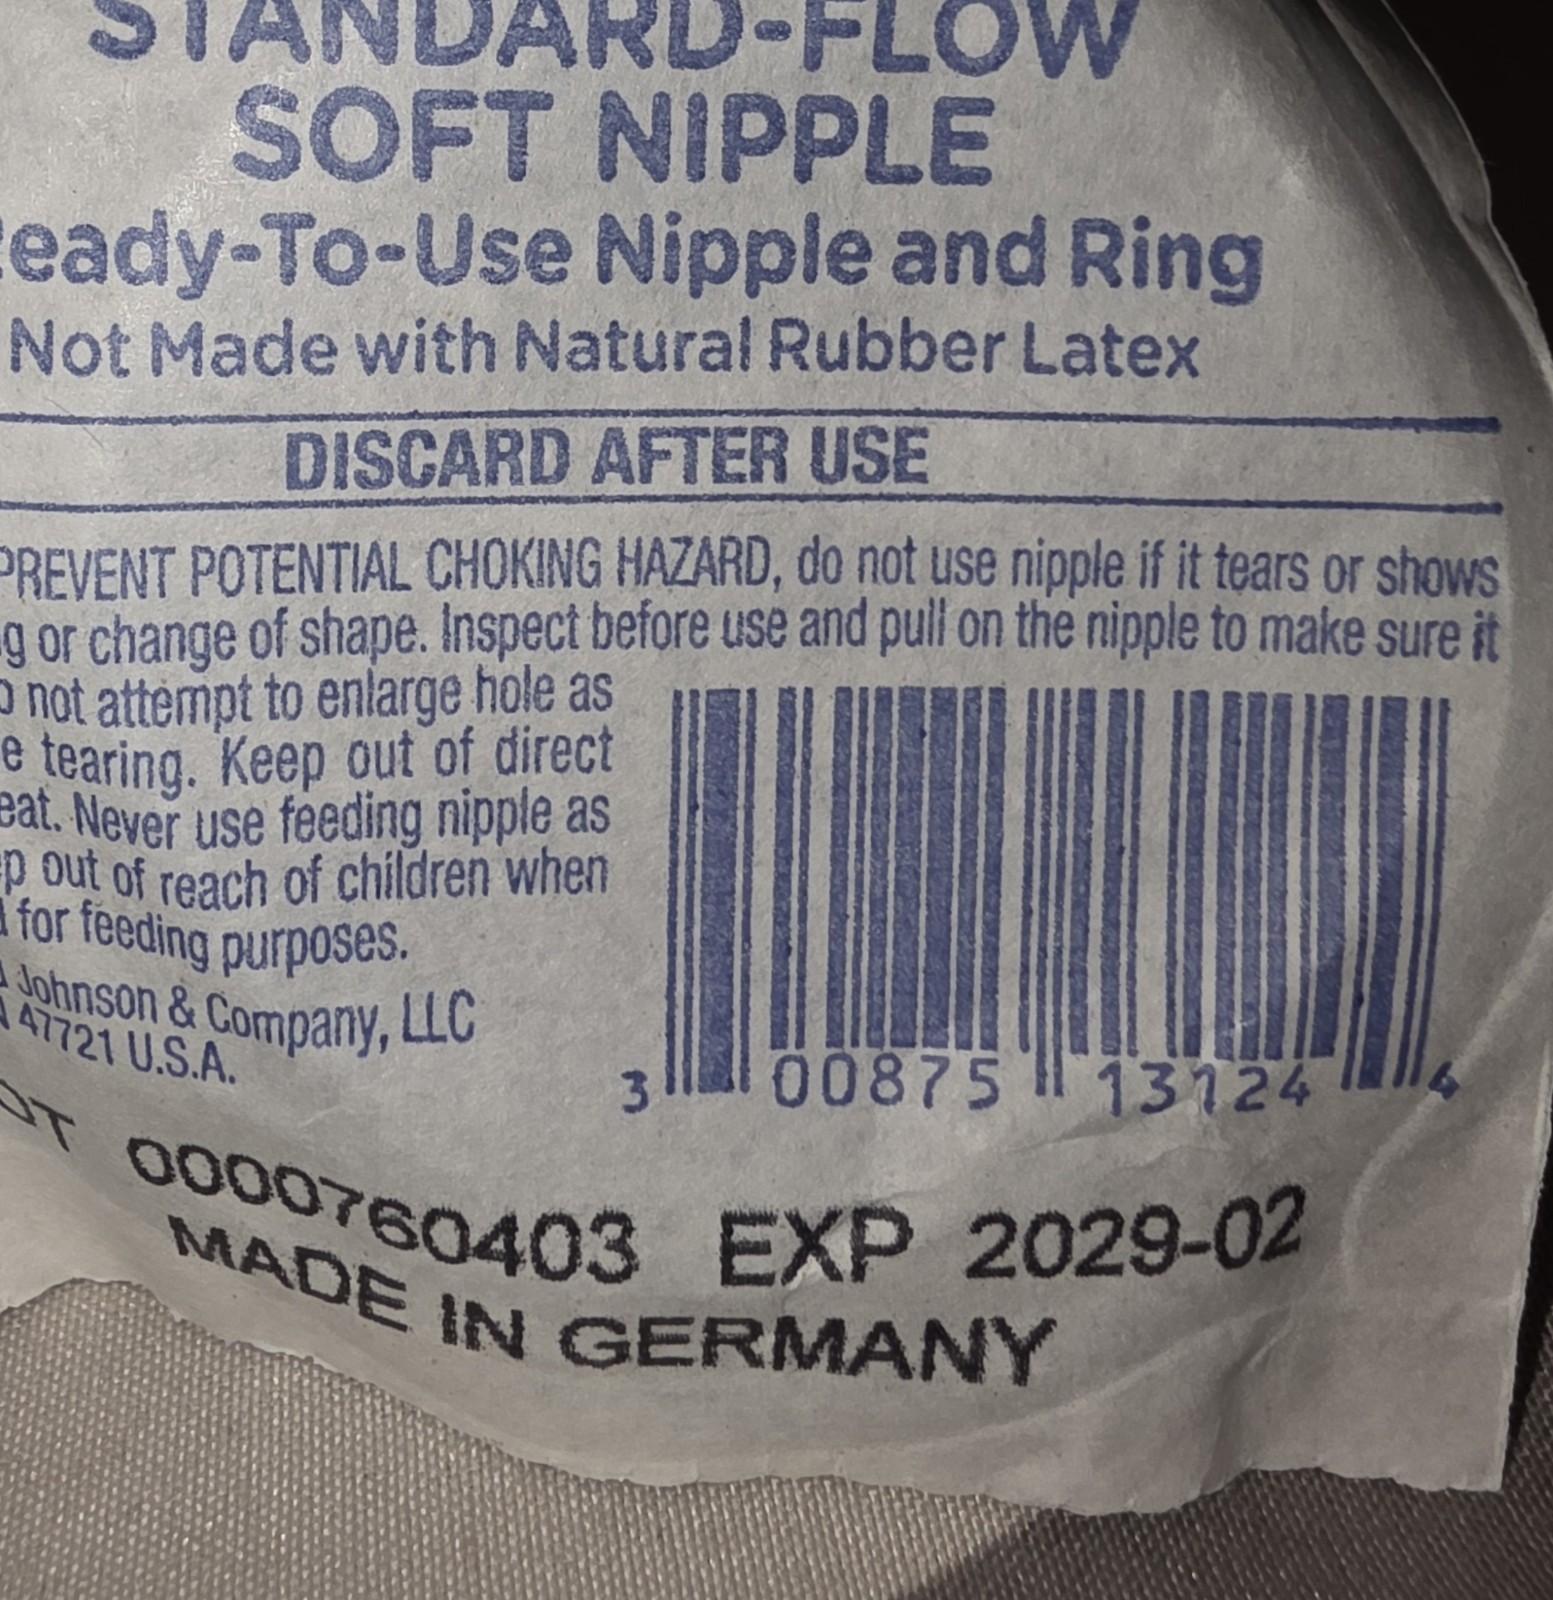 STANDARD-FLOW
SOFT NIPPLE
eady-To-Use Nipple and Ring
Not Made with Natural Rubber Latex
DISCARD AFTER USE
PREVENT POTENTIAL CHOKING HAZARD, do not use nipple if it tears or shows
g or change of shape. Inspect before use and pull on the nipple to make sure it
o not attempt to enlarge hole as
e tearing. Keep out of direct
eat. Never use feeding nipple as
p out of reach of children when
for feeding purposes.
Johnson & Company, LLC
47721 U.S.A.
3 00875 13124 4
OT 0000760403 EXP 2029-02
MADE IN GERMANY